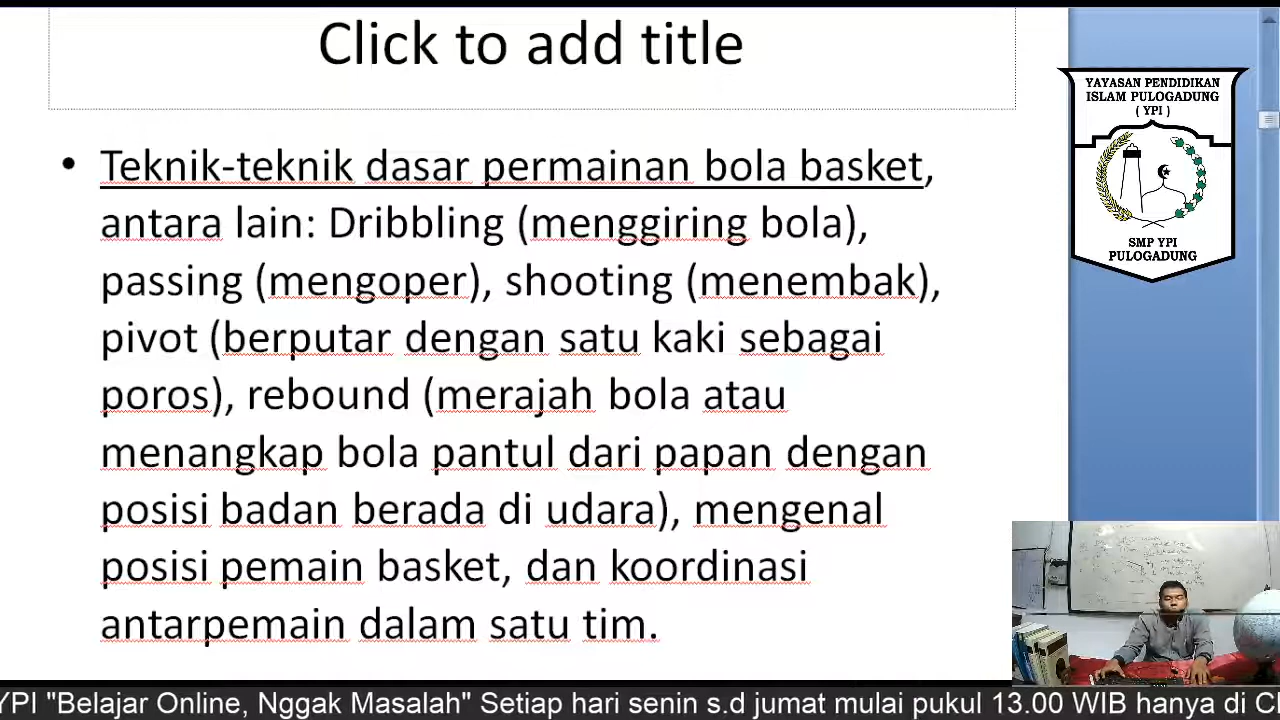 Click to add title
• Teknik-teknik dasar permainan bola basket,
antara lain: Dribbling (menggiring bola),
passing (mengoper), shooting (menembak),
pivot (berputar dengan satu kaki sebagai
poros), rebound (merajah bola atau
menangkap bola pantul dari papan dengan
posisi badan berada di udara), mengenal
posisi pemain basket, dan koordinasi
antarpemain dalam satu tim.
YAYASAN PENDIDIKAN
ISLAM PULOGADUNG
( YPI )
SMP YPI
PULOGADUNG
YPI "Belajar Online, Nggak Masalah" Setiap hari senin s.d jumat mulai pukul 13.00 WIB hanya di